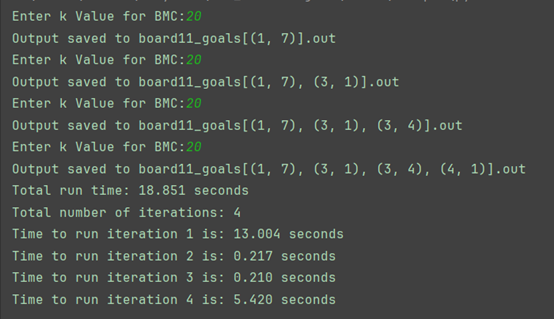 Enter k Value for BMC:20
Output saved to board11_goals[(1, 7)].out
Enter k Value for BMC:20
Output saved to board11_goals[(1, 7), (3, 1)].out
Enter k Value for BMC:20
Output saved to board11_goals[(1, 7), (3, 1), (3, 4)].out
Enter k Value for BMC:20
Output saved to board11_goals[(1, 7), (3, 1), (3, 4), (4, 1)].out
Total run time: 18.851 seconds
Total number of iterations: 4
Time to run iteration 1 is: 13.004 seconds
Time to run iteration 2 is: 0.217 seconds
Time to run iteration 3 is: 0.210 seconds
Time to run iteration 4 is: 5.420 seconds